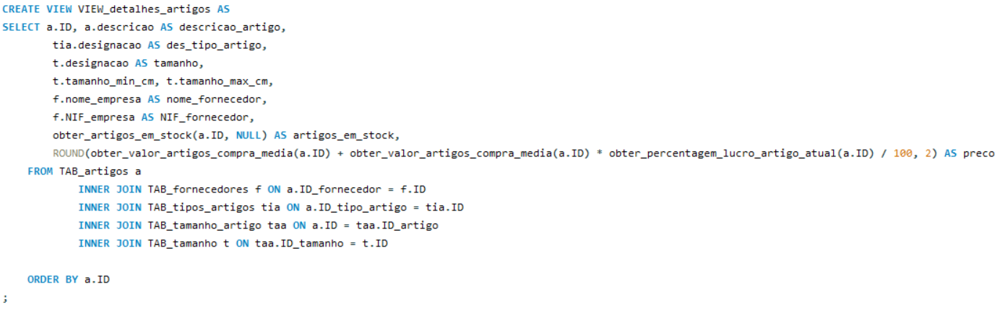 CREATE VIEW VIEW_detalhes_artigos AS
SELECT a.ID, a.descricao AS descricao_artigo,
tia.designacao AS des_tipo_artigo,
t.designacao AS tamanho,
t.tamanho_min_cm, t.tamanho_max_cm,
f.nome_empresa AS nome_fornecedor,
f.NIF_empresa AS NIF_fornecedor,
obter_artigos_em_stock(a.ID, NULL) AS artigos_em_stock,
ROUND(obter_valor_artigos_compra_media(a.ID) + obter_valor_artigos_compra_media(a.ID) * obter_percentagem_lucro_artigo_atual(a.ID) / 100, 2) AS preco
FROM TAB_artigos a
INNER JOIN TAB_fornecedores f ON a.ID_fornecedor = f.ID
INNER JOIN TAB_tipos_artigos tia ON a.ID_tipo_artigo = tia.ID
INNER JOIN TAB_tamanho_artigo taa ON a.ID = taa.ID_artigo
INNER JOIN TAB_tamanho t ON taa.ID_tamanho = t.ID
ORDER BY a.ID
;